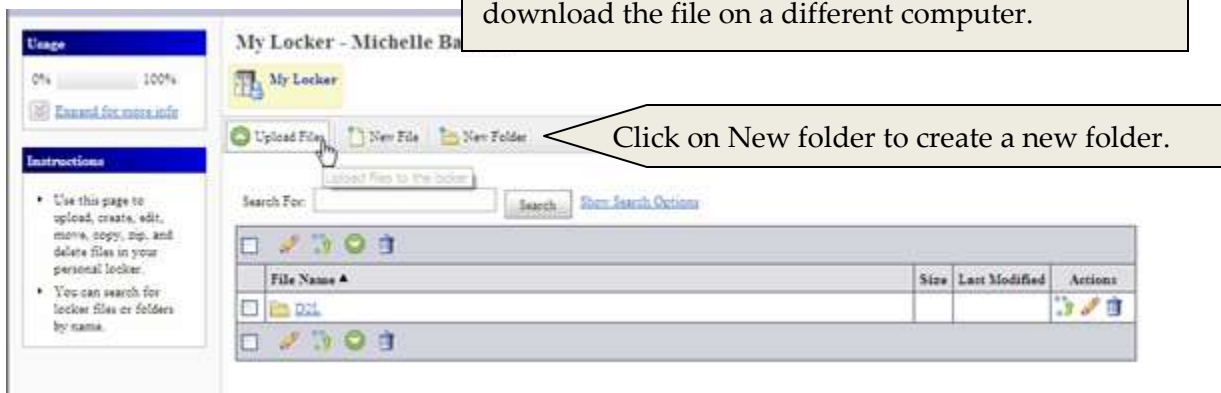 download the file on a different computer.
Usage
0% 100%
Expand for more info
Instructions
• Use this page to
upload, create, edit,
move, copy, zip, and
delete files in your
personal locker.
• You can search for
locker files or folders
by name.
My Locker - Michelle Ba
My Locker
Upload Files New File New Folder
Click on New folder to create a new folder.
Upload files to the locker
Search For: Search Show Search Options
File Name ▲ Size Last Modified Actions
D2L